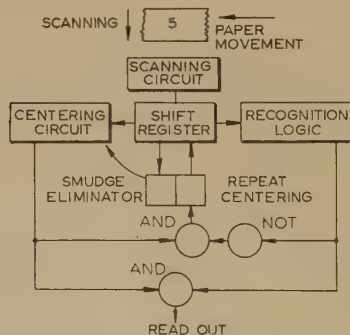 SCANNING
5
PAPER
MOVEMENT
SCANNING
CIRCUIT
CENTERING
CIRCUIT
SHIFT
REGISTER
RECOGNITION
LOGIC
SMUDGE
ELIMINATOR
REPEAT
CENTERING
AND
NOT
AND
READ OUT